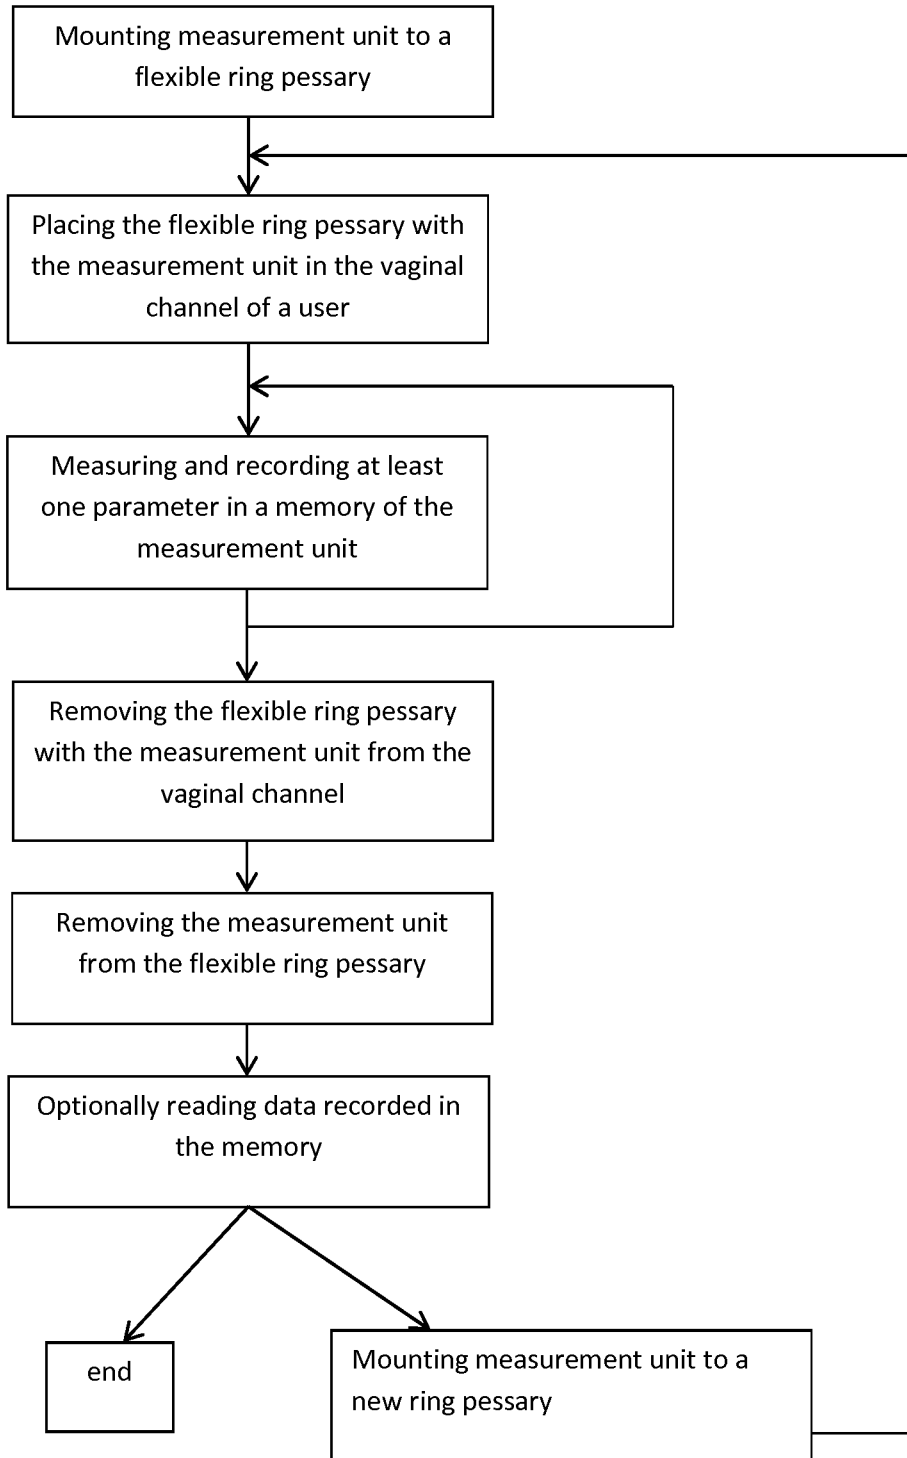 Mounting measurement unit to a
flexible ring pessary
Placing the flexible ring pessary with
the measurement unit in the vaginal
channel of a user
Measuring and recording at least
one parameter in a memory of the
measurement unit
Removing the flexible ring pessary
with the measurement unit from the
vaginal channel
Removing the measurement unit
from the flexible ring pessary
Optionally reading data recorded in
the memory
end
Mounting measurement unit to a
new ring pessary